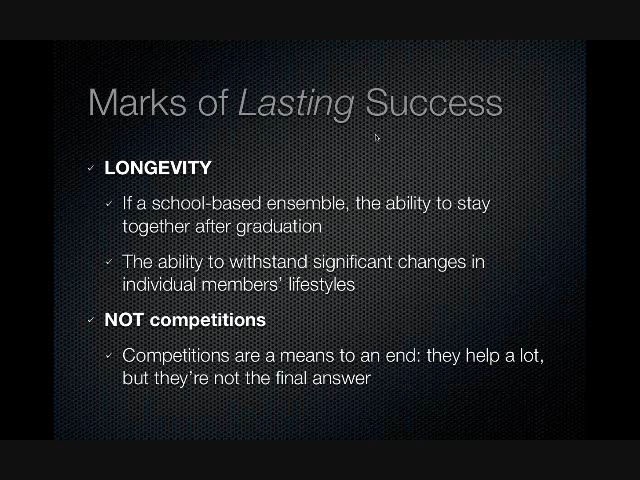 Marks of Lasting Success
LONGEVITY
If a school-based ensemble, the ability to stay
together after graduation
The ability to withstand significant changes in
individual members' lifestyles
NOT competitions
Competitions are a means to an end: they help a lot,
but they're not the final answer